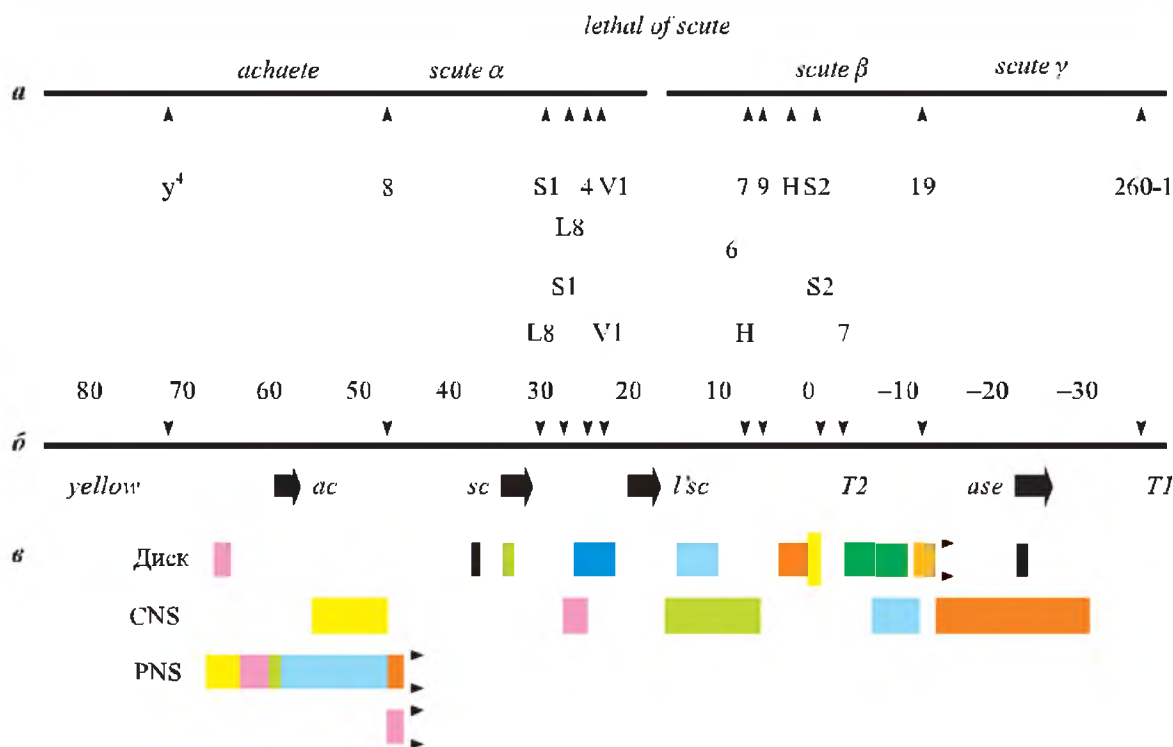 lethal of scute
achaete scute α scute β scute γ
а
y4 8 S1 4 V1 7 9 H S2 19 260-1
L8
6
S1 S2
L8 V1 H 7
80 70 60 50 40 30 20 10 0 –10 –20 –30
б
yellow ac sc l'sc T2 ase T1
в
Диск
CNS
PNS